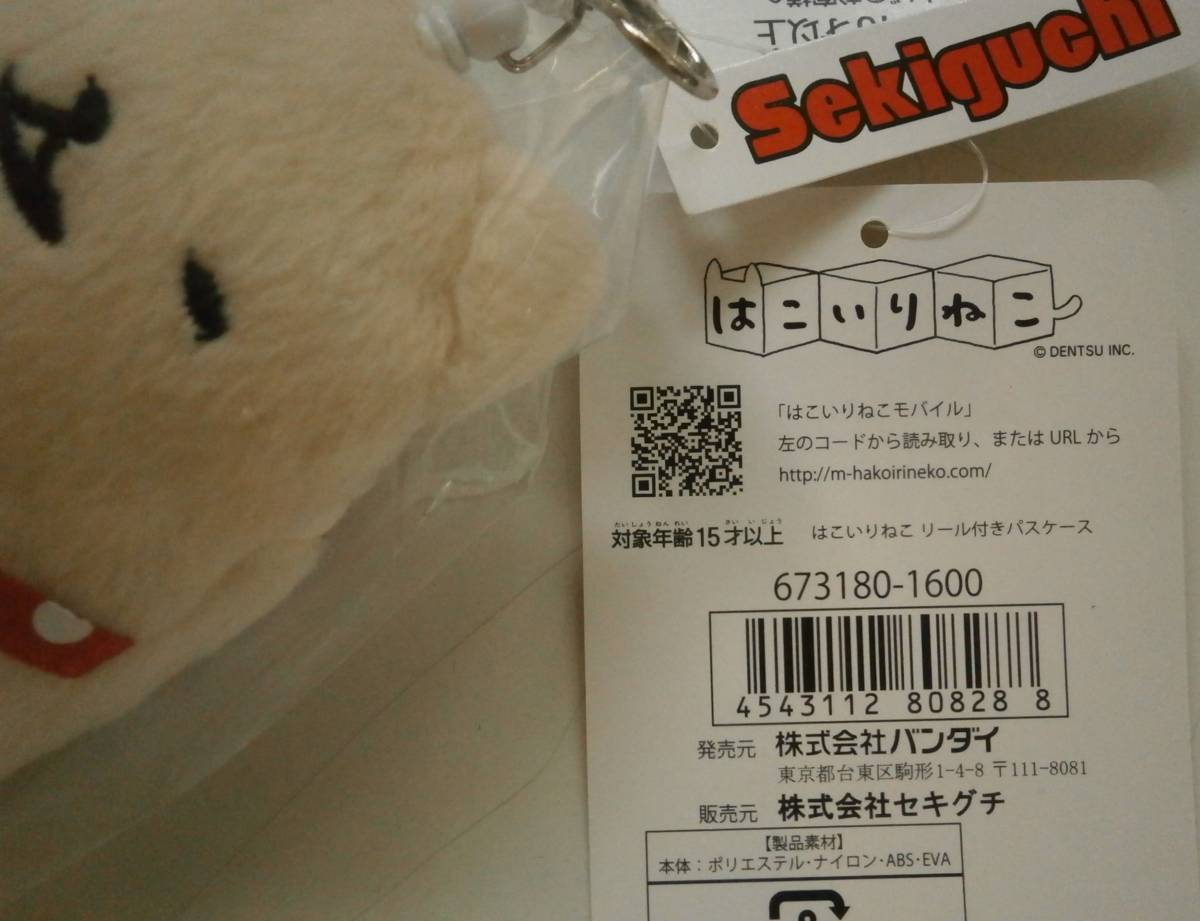 才以上
Sekiguchi
はこいりねこ
© DENTSU INC.
「はこいりねこモバイル」
左のコードから読み取り、またはURLから
http://m-hakoirineko.com/
たいしょうねんれい さい いじょう
対象年齢15才以上 はこいりねこ リール付きパスケース
673180-1600
4543112 80828 8
発売元 株式会社バンダイ
東京都台東区駒形1-4-8 〒111-8081
販売元 株式会社セキグチ
【製品素材】
本体：ポリエステル・ナイロン・ABS・EVA